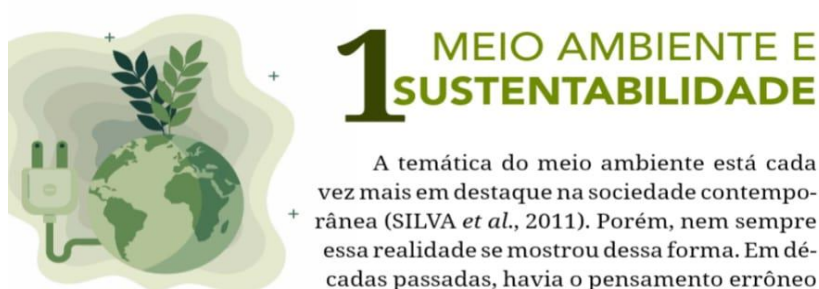 1 MEIO AMBIENTE E
SUSTENTABILIDADE
A temática do meio ambiente está cada
vez mais em destaque na sociedade contempo-
rânea (SILVA et al., 2011). Porém, nem sempre
essa realidade se mostrou dessa forma. Em dé-
cadas passadas, havia o pensamento errôneo